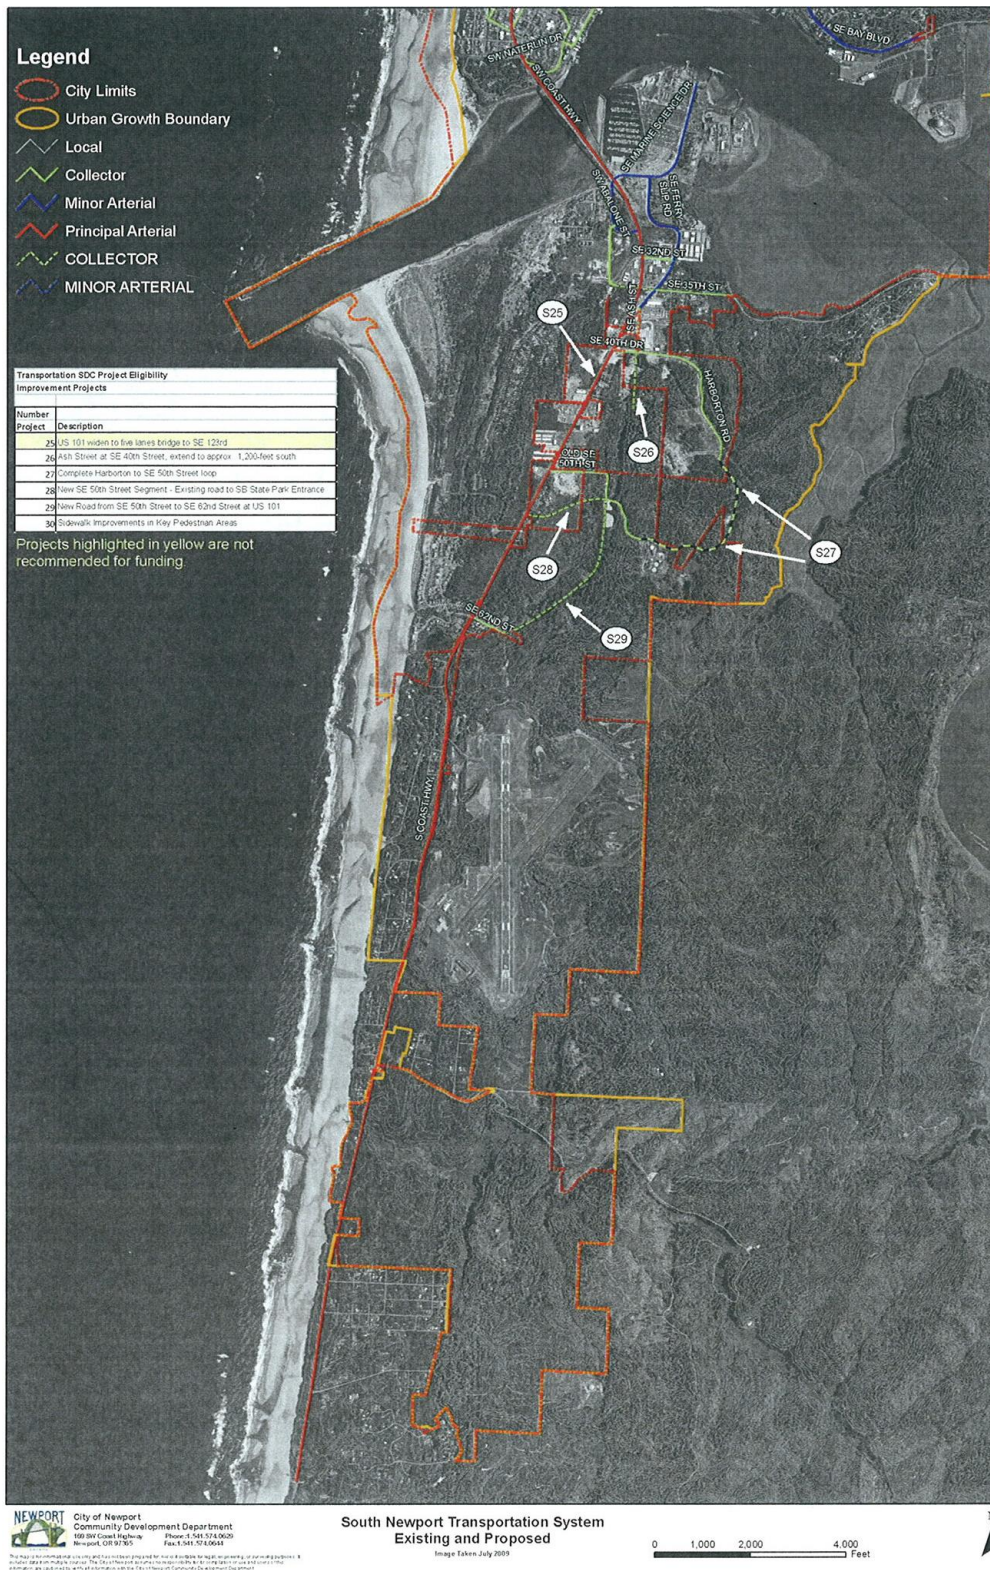 Legend
City Limits
Urban Growth Boundary
Local
Collector
Minor Arterial
Principal Arterial
COLLECTOR
MINOR ARTERIAL
Transportation SDC Project Eligibility
Improvement Projects
Number
Project Description
25 US 101 widen to five lanes bridge to SE 123rd
26 Ash Street at SE 40th Street, extend to approx. 1,200-feet south
27 Complete Harborton to SE 50th Street loop
28 New SE 50th Street Segment - Existing road to SB State Park Entrance
29 New Road from SE 50th Street to SE 62nd Street at US 101
30 Sidewalk Improvements in Key Pedestrian Areas
Projects highlighted in yellow are not
recommended for funding.
SW NATERLIN DR
SW COAST HWY
SE BAY BLVD
SE MARINE SCIENCE DR
SW ABALONE ST
SE FERRY
SLIP RD
SE 32ND ST
SE 35TH ST
SE ASH ST
S25
SE 40TH DR
HARBORTON RD
S26
OLD SE
50TH ST
S27
S28
SE 62ND ST
S29
S COAST HWY
NEWPORT
City of Newport
Community Development Department
169 SW Coast Highway Phone:1.541.574.0629
Newport, OR 97365 Fax:1.541.574.0644
South Newport Transportation System
Existing and Proposed
Image Taken July 2009
0 1,000 2,000 4,000
Feet